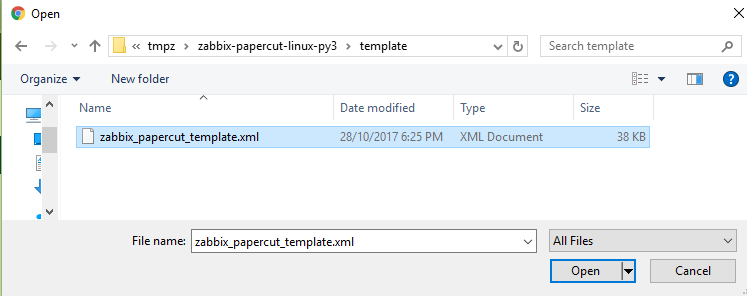 Open
« tmpz > zabbix-papercut-linux-py3 > template
Search template
Organize
New folder
Name
Date modified
Type
Size
zabbix_papercut_template.xml
28/10/2017 6:25 PM
XML Document
38 KB
File name:
zabbix_papercut_template.xml
All Files
Open
Cancel